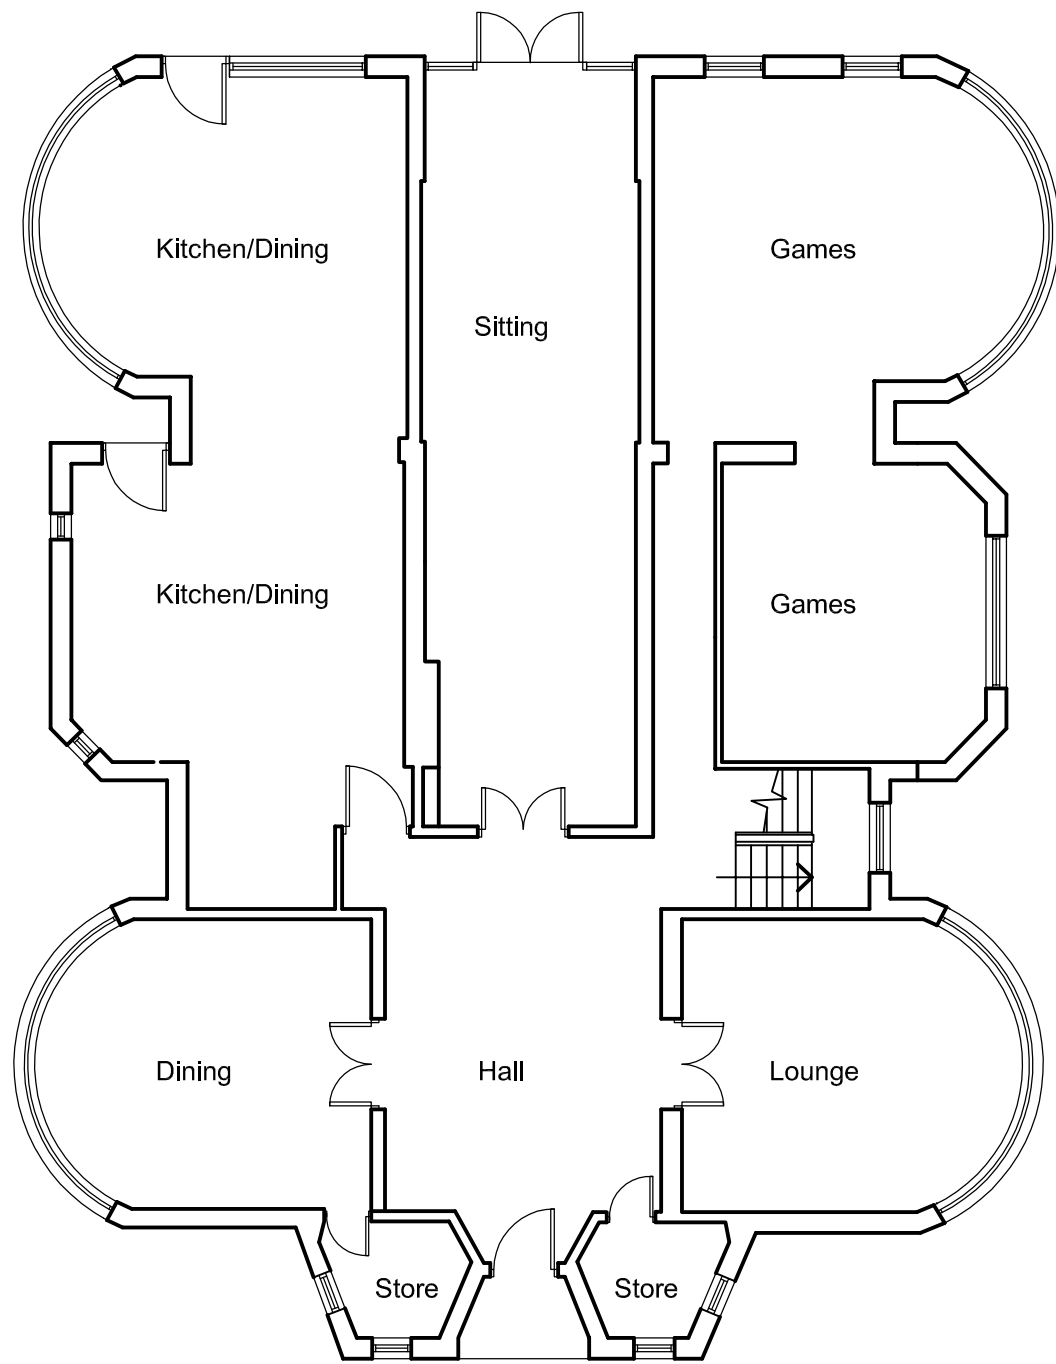 Kitchen/Dining
Games
Sitting
Kitchen/Dining
Games
Dining
Hall
Lounge
Store
Store